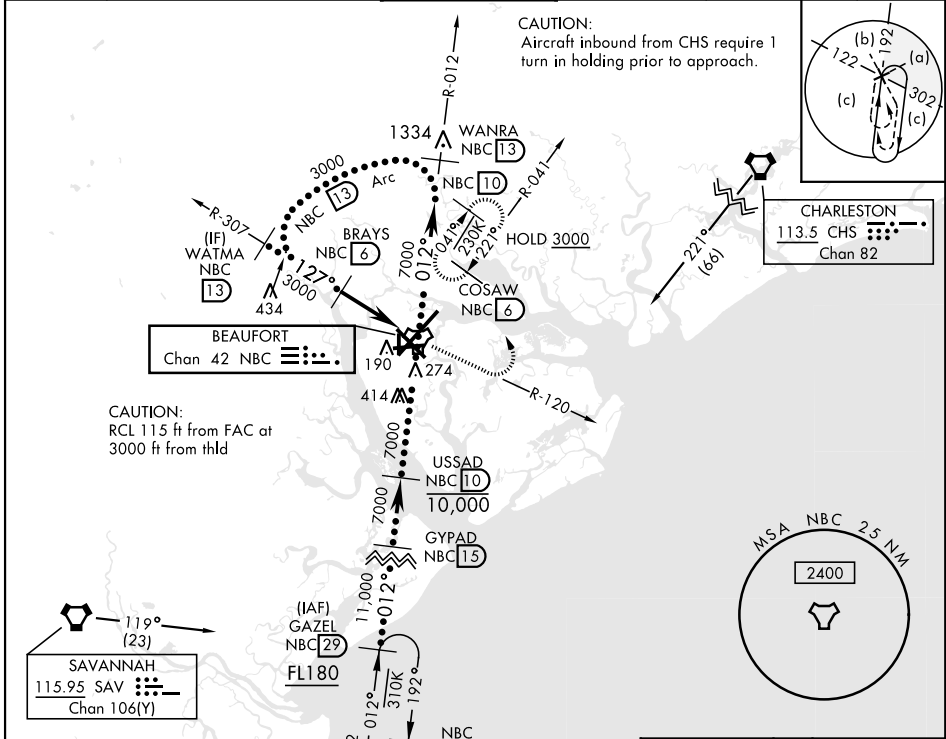 CAUTION:
Aircraft inbound from CHS require 1
turn in holding prior to approach.
(b)
192
(a)
122
302
(c)
(c)
R-012
1334
WANRA
NBC 13
3000
NBC 13 Arc
NBC 10
R-041
R-307
(IF)
WATMA
NBC
13
BRAYS
NBC 6
7000
012°
041°
230K
221°
HOLD 3000
127°
3000
434
COSAW
NBC 6
221°
(66)
CHARLESTON
113.5 CHS
Chan 82
BEAUFORT
Chan 42 NBC
190
274
414
R-120
CAUTION:
RCL 115 ft from FAC at
3000 ft from thld
7000
USSAD
NBC 10
10,000
7000
GYPAD
NBC 15
MSA NBC 25 NM
2400
11,000
012°
(IAF)
GAZEL
NBC 29
FL180
119°
(23)
SAVANNAH
115.95 SAV
Chan 106(Y)
012°
310K
192°
NBC